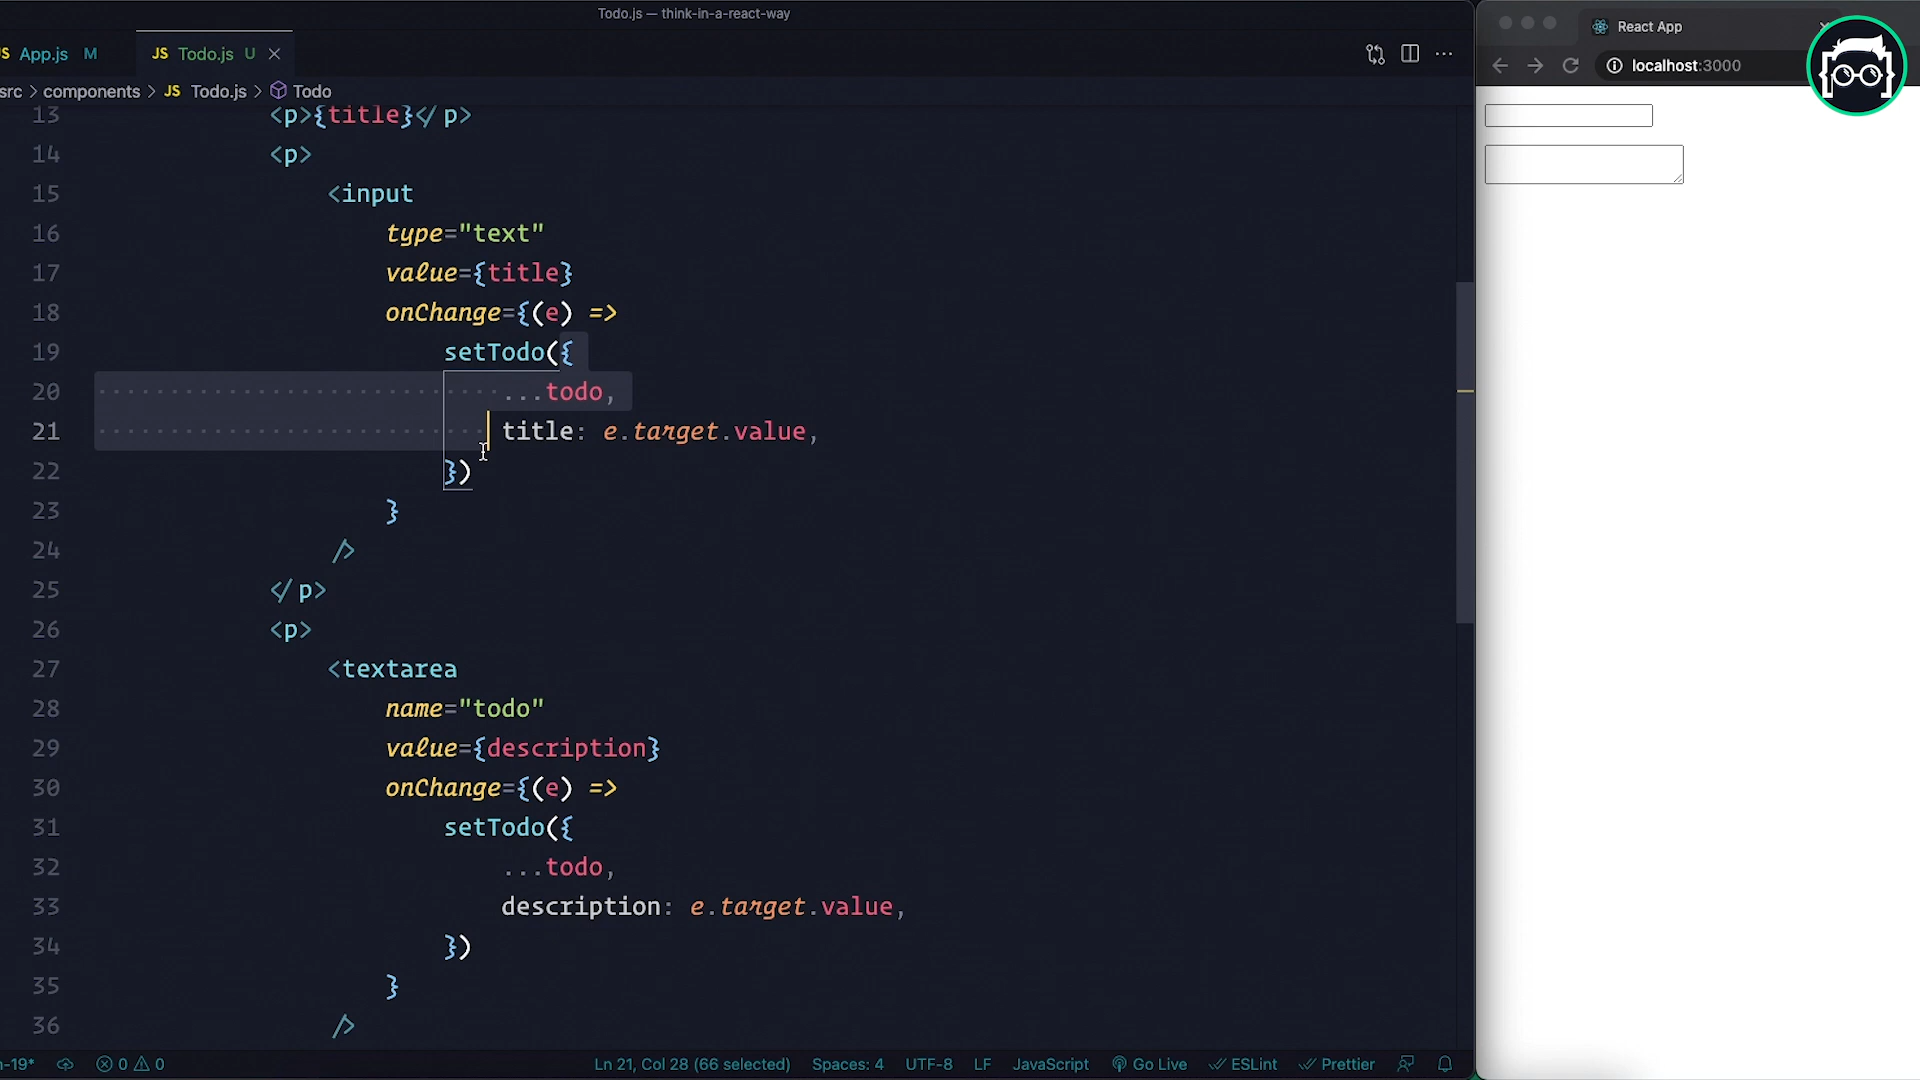 Todo.js — think-in-a-react-way
JS App.js M
JS Todo.js U
src > components > JS Todo.js > Todo
13 <p>{title}</p>
14 <p>
15 <input
16 type="text"
17 value={title}
18 onChange={(e) =>
19 setTodo({
20 ...todo,
21 title: e.target.value,
22 })
23 }
24 />
25 </p>
26 <p>
27 <textarea
28 name="todo"
29 value={description}
30 onChange={(e) =>
31 setTodo({
32 ...todo,
33 description: e.target.value,
34 })
35 }
36 />
-19* 0 0 Ln 21, Col 28 (66 selected) Spaces: 4 UTF-8 LF JavaScript Go Live ESLint Prettier
React App
localhost:3000